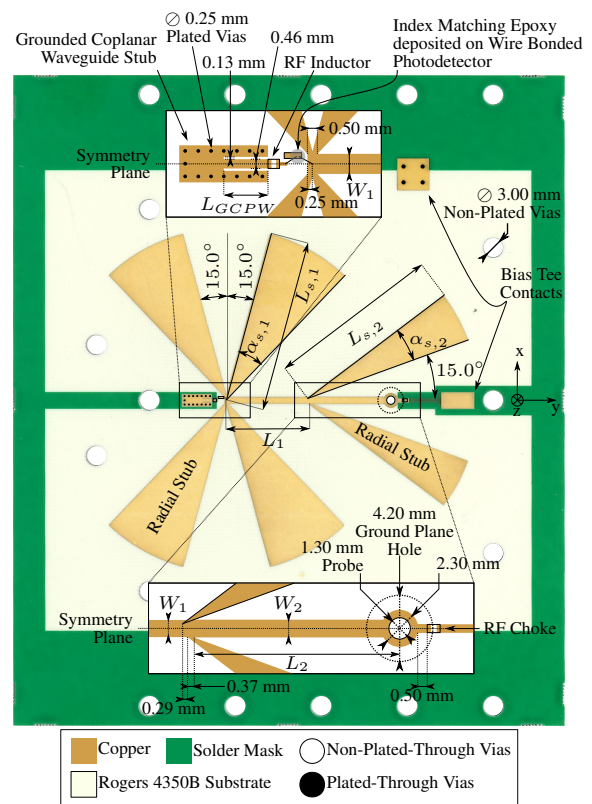 ∅ 0.25 mm
Plated Vias
Grounded Coplanar
Waveguide Stub
0.46 mm
0.13 mm
RF Inductor
Index Matching Epoxy
deposited on Wire Bonded
Photodetector
0.50 mm
Symmetry
Plane
W1
L_GCPW
0.25 mm
∅ 3.00 mm
Non-Plated Vias
Bias Tee
Contacts
15.0°
15.0°
L_s,1
α_s,1
L_s,2
α_s,2
15.0°
x
y
z
L1
Radial Stub
Radial Stub
4.20 mm
Ground Plane
Hole
1.30 mm
Probe
2.30 mm
W1
W2
Symmetry
Plane
RF Choke
L2
0.37 mm
0.29 mm
0.50 mm
Copper
Solder Mask
Non-Plated-Through Vias
Rogers 4350B Substrate
Plated-Through Vias